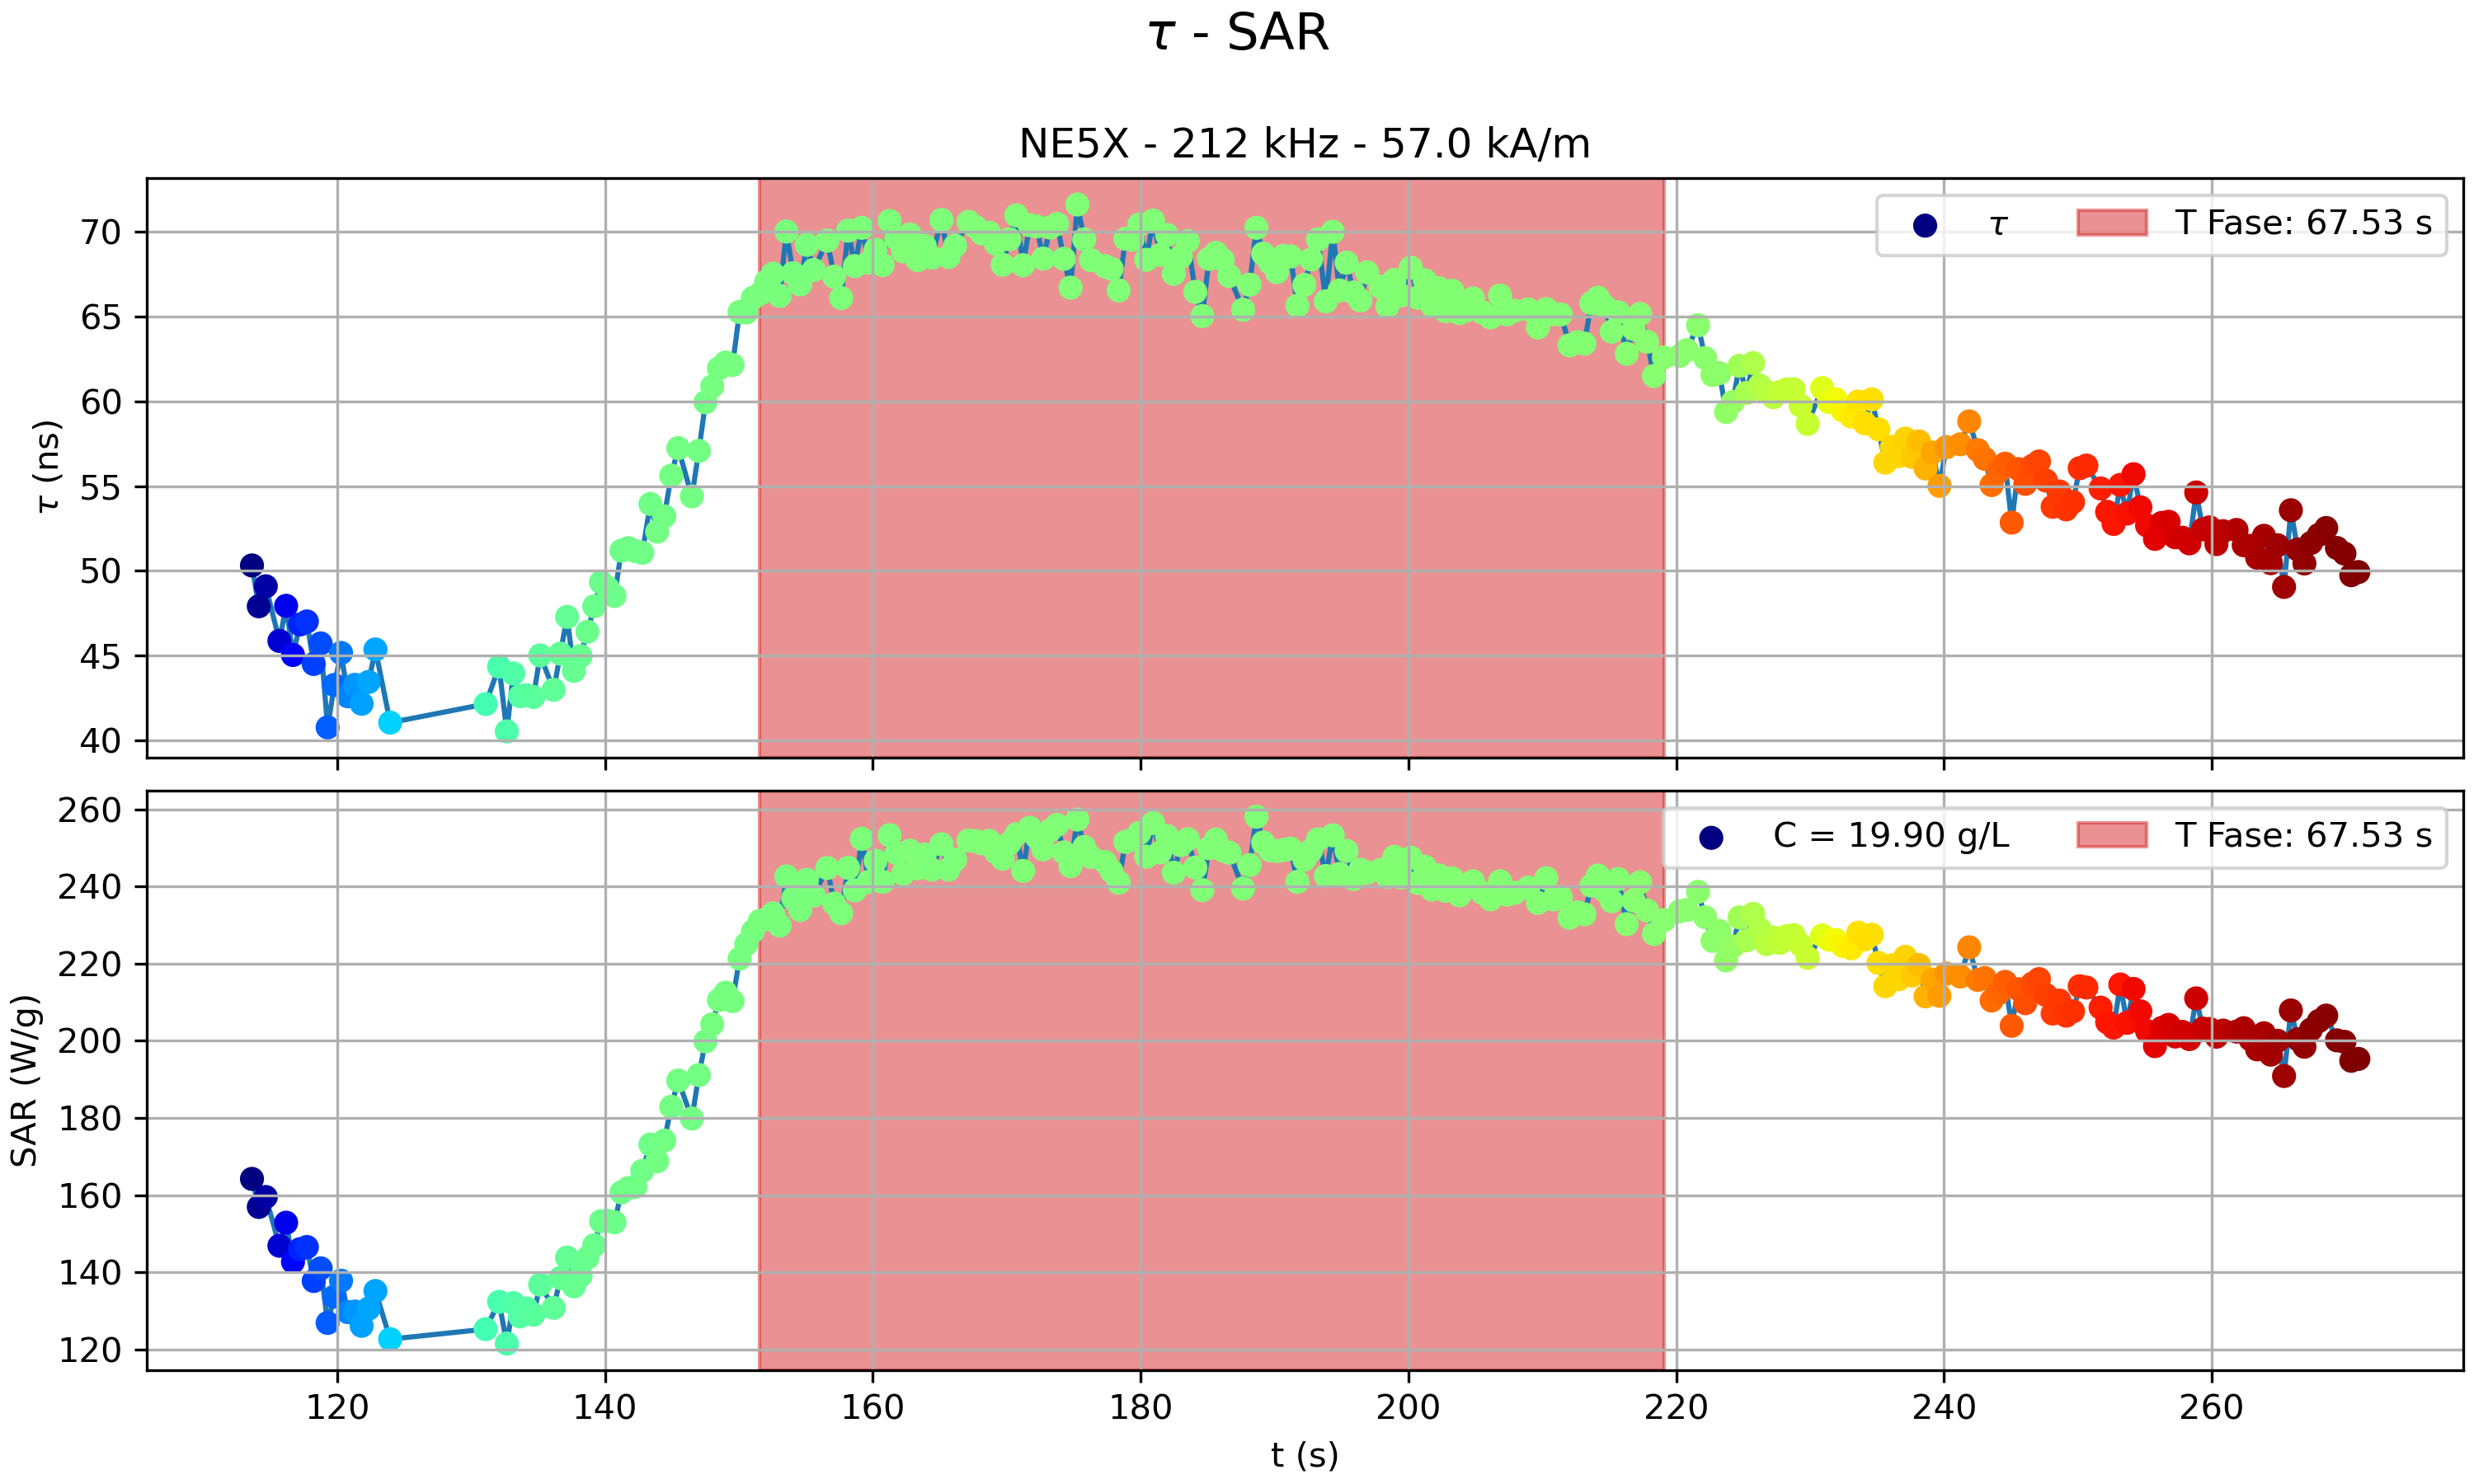 τ - SAR
NE5X - 212 kHz - 57.0 kA/m
τ T Fase: 67.53 s
70
65
60
55
50
45
40
τ (ns)
C = 19.90 g/L T Fase: 67.53 s
260
240
220
200
180
160
140
120
SAR (W/g)
120 140 160 180 200 220 240 260
t (s)